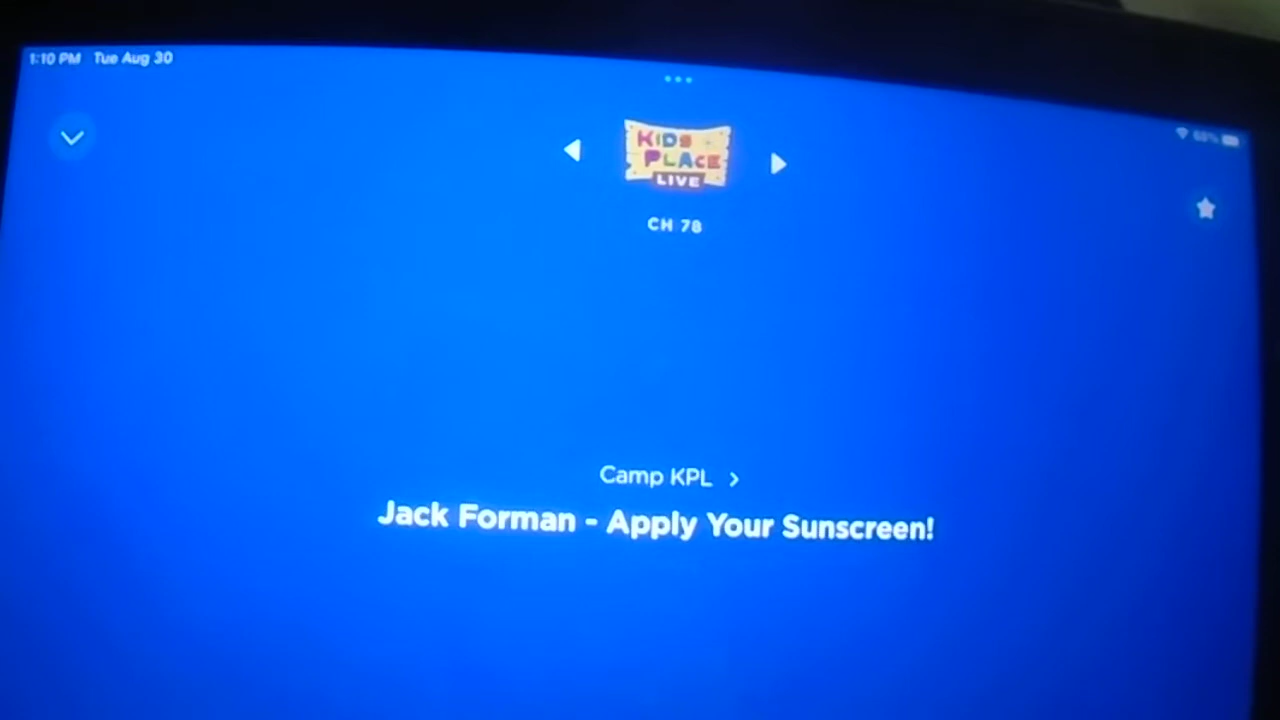 1:10 PM Tue Aug 30
KIDS
PLACE
LIVE
CH 78
Camp KPL >
Jack Forman - Apply Your Sunscreen!